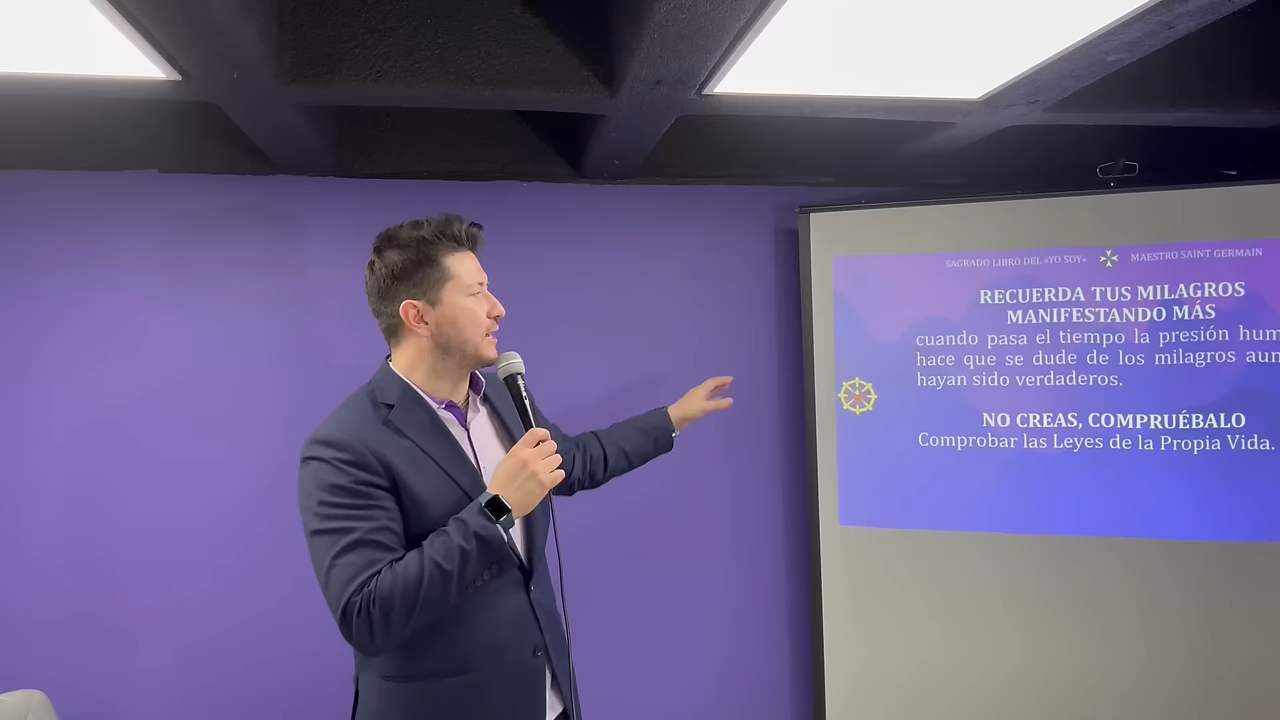 SAGRADO LIBRO DEL «YO SOY» MAESTRO SAINT GERMAIN
RECUERDA TUS MILAGROS
MANIFESTANDO MÁS
cuando pasa el tiempo la presión
hace que se dude de los milagros
hayan sido verdaderos.
NO CREAS, COMPRUÉBALO
Comprobar las Leyes de la Propia Vida.